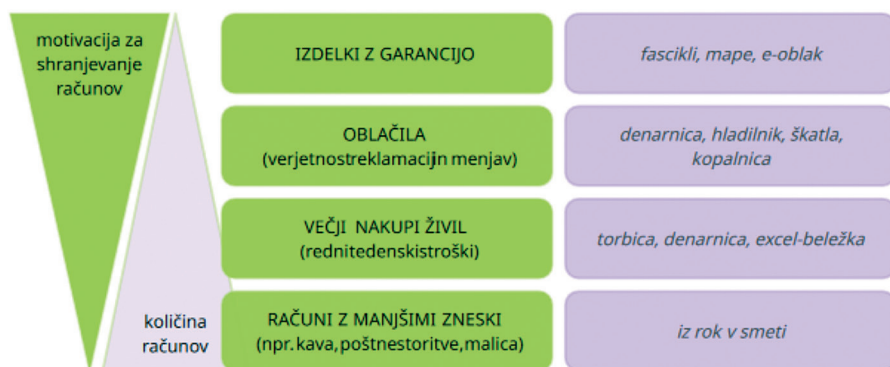 motivacija za
shranjevanje
računov
IZDELKI Z GARANCIJO
fascikli, mape, e-oblak
OBLAČILA
(verjetnostreklamacijin menjav)
denarnica, hladilnik, škatla,
kopalnica
VEČJI NAKUPI ŽIVIL
(rednitedenskistroški)
torbica, denarnica, excel-beležka
količina
računov
RAČUNI Z MANJŠIMI ZNESKI
(npr. kava,poštnestoritve,malica)
iz rok v smeti